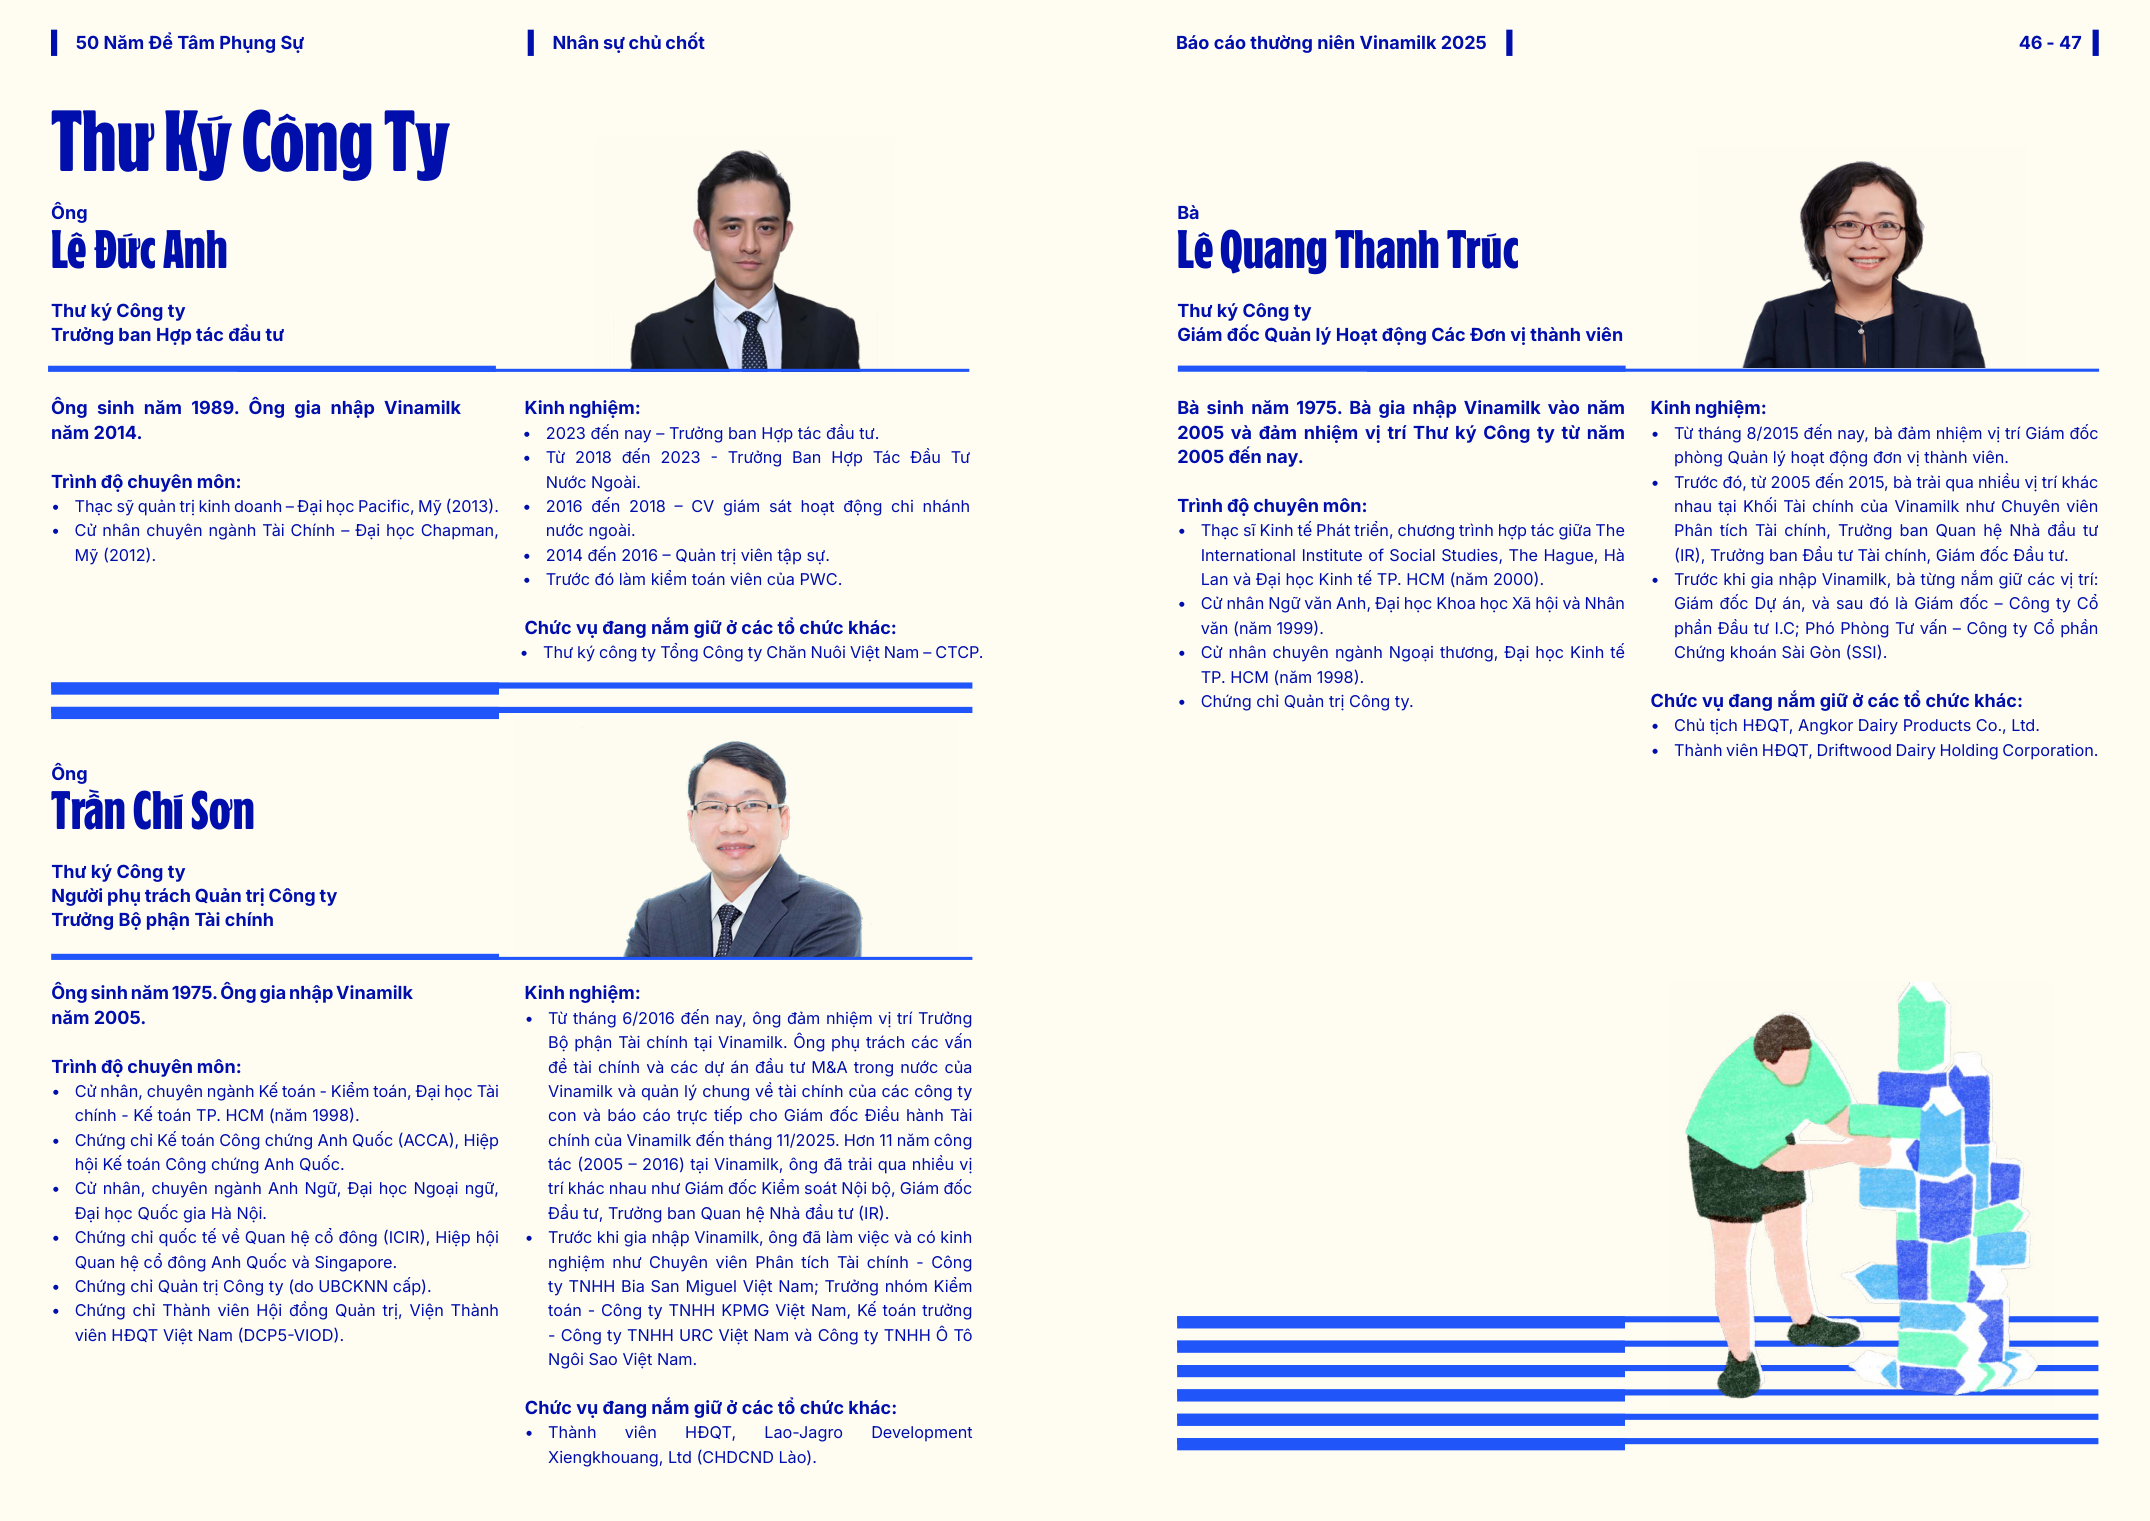 50 Năm Để Tâm Phụng Sự
Nhân sự chủ chốt
Báo cáo thường niên Vinamilk 2025
46 - 47
Thư Ký Công Ty
Ông
Lê Đức Anh
Thư ký Công ty
Trưởng ban Hợp tác đầu tư
Ông sinh năm 1989. Ông gia nhập Vinamilk
năm 2014.
Trình độ chuyên môn:
• Thạc sỹ quản trị kinh doanh – Đại học Pacific, Mỹ (2013).
• Cử nhân chuyên ngành Tài Chính – Đại học Chapman,
Mỹ (2012).
Kinh nghiệm:
• 2023 đến nay – Trưởng ban Hợp tác đầu tư.
• Từ 2018 đến 2023 - Trưởng Ban Hợp Tác Đầu Tư
Nước Ngoài.
• 2016 đến 2018 – CV giám sát hoạt động chi nhánh
nước ngoài.
• 2014 đến 2016 – Quản trị viên tập sự.
• Trước đó làm kiểm toán viên của PWC.
Chức vụ đang nắm giữ ở các tổ chức khác:
• Thư ký công ty Tổng Công ty Chăn Nuôi Việt Nam – CTCP.
Ông
Trần Chí Sơn
Thư ký Công ty
Người phụ trách Quản trị Công ty
Trưởng Bộ phận Tài chính
Ông sinh năm 1975. Ông gia nhập Vinamilk
năm 2005.
Trình độ chuyên môn:
• Cử nhân, chuyên ngành Kế toán - Kiểm toán, Đại học Tài
chính - Kế toán TP. HCM (năm 1998).
• Chứng chỉ Kế toán Công chứng Anh Quốc (ACCA), Hiệp
hội Kế toán Công chứng Anh Quốc.
• Cử nhân, chuyên ngành Anh Ngữ, Đại học Ngoại ngữ,
Đại học Quốc gia Hà Nội.
• Chứng chỉ quốc tế về Quan hệ cổ đông (ICIR), Hiệp hội
Quan hệ cổ đông Anh Quốc và Singapore.
• Chứng chỉ Quản trị Công ty (do UBCKNN cấp).
• Chứng chỉ Thành viên Hội đồng Quản trị, Viện Thành
viên HĐQT Việt Nam (DCP5-VIOD).
Kinh nghiệm:
• Từ tháng 6/2016 đến nay, ông đảm nhiệm vị trí Trưởng
Bộ phận Tài chính tại Vinamilk. Ông phụ trách các vấn
đề tài chính và các dự án đầu tư M&A trong nước của
Vinamilk và quản lý chung về tài chính của các công ty
con và báo cáo trực tiếp cho Giám đốc Điều hành Tài
chính của Vinamilk đến tháng 11/2025. Hơn 11 năm công
tác (2005 – 2016) tại Vinamilk, ông đã trải qua nhiều vị
trí khác nhau như Giám đốc Kiểm soát Nội bộ, Giám đốc
Đầu tư, Trưởng ban Quan hệ Nhà đầu tư (IR).
• Trước khi gia nhập Vinamilk, ông đã làm việc và có kinh
nghiệm như Chuyên viên Phân tích Tài chính - Công
ty TNHH Bia San Miguel Việt Nam; Trưởng nhóm Kiểm
toán - Công ty TNHH KPMG Việt Nam, Kế toán trưởng
- Công ty TNHH URC Việt Nam và Công ty TNHH Ô Tô
Ngôi Sao Việt Nam.
Chức vụ đang nắm giữ ở các tổ chức khác:
• Thành viên HĐQT, Lao-Jagro Development
Xiengkhouang, Ltd (CHDCND Lào).
Bà
Lê Quang Thanh Trúc
Thư ký Công ty
Giám đốc Quản lý Hoạt động Các Đơn vị thành viên
Bà sinh năm 1975. Bà gia nhập Vinamilk vào năm
2005 và đảm nhiệm vị trí Thư ký Công ty từ năm
2005 đến nay.
Trình độ chuyên môn:
• Thạc sĩ Kinh tế Phát triển, chương trình hợp tác giữa The
International Institute of Social Studies, The Hague, Hà
Lan và Đại học Kinh tế TP. HCM (năm 2000).
• Cử nhân Ngữ văn Anh, Đại học Khoa học Xã hội và Nhân
văn (năm 1999).
• Cử nhân chuyên ngành Ngoại thương, Đại học Kinh tế
TP. HCM (năm 1998).
• Chứng chỉ Quản trị Công ty.
Kinh nghiệm:
• Từ tháng 8/2015 đến nay, bà đảm nhiệm vị trí Giám đốc
phòng Quản lý hoạt động đơn vị thành viên.
• Trước đó, từ 2005 đến 2015, bà trải qua nhiều vị trí khác
nhau tại Khối Tài chính của Vinamilk như Chuyên viên
Phân tích Tài chính, Trưởng ban Quan hệ Nhà đầu tư
(IR), Trưởng ban Đầu tư Tài chính, Giám đốc Đầu tư.
• Trước khi gia nhập Vinamilk, bà từng nắm giữ các vị trí:
Giám đốc Dự án, và sau đó là Giám đốc – Công ty Cổ
phần Đầu tư I.C; Phó Phòng Tư vấn – Công ty Cổ phần
Chứng khoán Sài Gòn (SSI).
Chức vụ đang nắm giữ ở các tổ chức khác:
• Chủ tịch HĐQT, Angkor Dairy Products Co., Ltd.
• Thành viên HĐQT, Driftwood Dairy Holding Corporation.